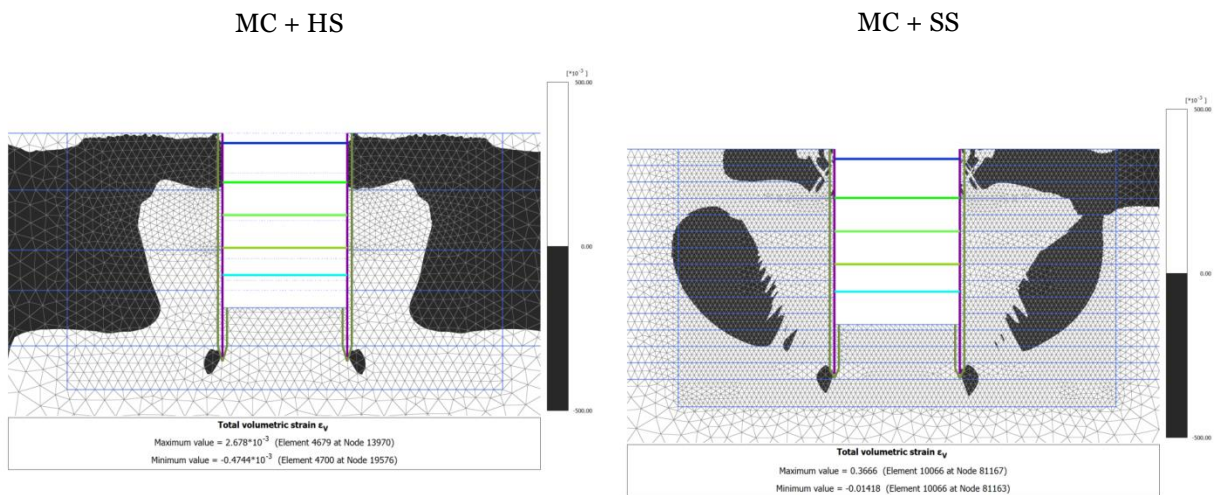 MC + HS
MC + SS
[*10⁻³]
500.00
0.00
-500.00
Total volumetric strain εv
Maximum value = 2.678*10⁻³ (Element 4679 at Node 13970)
Minimum value = -0.4744*10⁻³ (Element 4700 at Node 19576)
[*10⁻³]
500.00
0.00
-500.00
Total volumetric strain εv
Maximum value = 0.3666 (Element 10066 at Node 81167)
Minimum value = -0.01418 (Element 10066 at Node 81163)